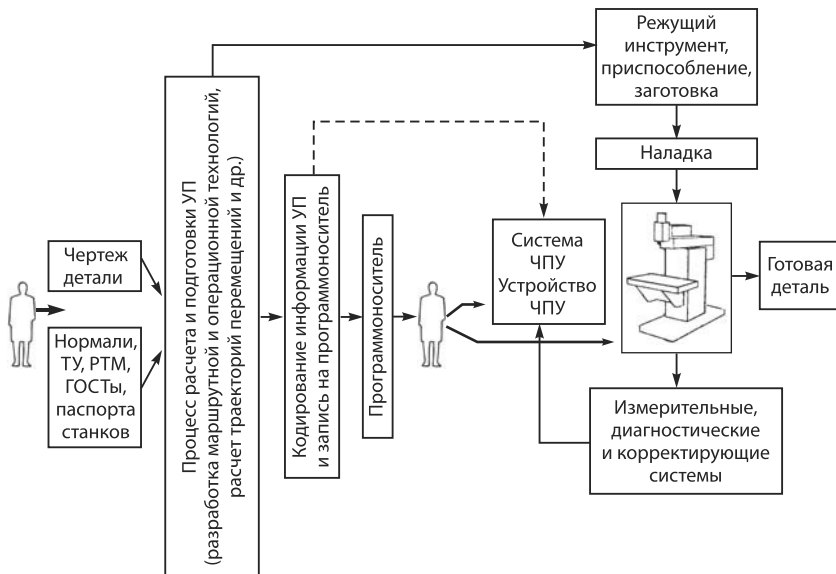 Чертеж
детали
Нормали,
ТУ, РТМ,
ГОСТы,
паспорта
станков
Процесс расчета и подготовки УП
(разработка маршрутной и операционной технологий,
расчет траекторий перемещений и др.)
Кодирование информации УП
и запись на программоноситель
Программоноситель
Система
ЧПУ
Устройство
ЧПУ
Режущий
инструмент,
приспособление,
заготовка
Наладка
Готовая
деталь
Измерительные,
диагностические
и корректирующие
системы